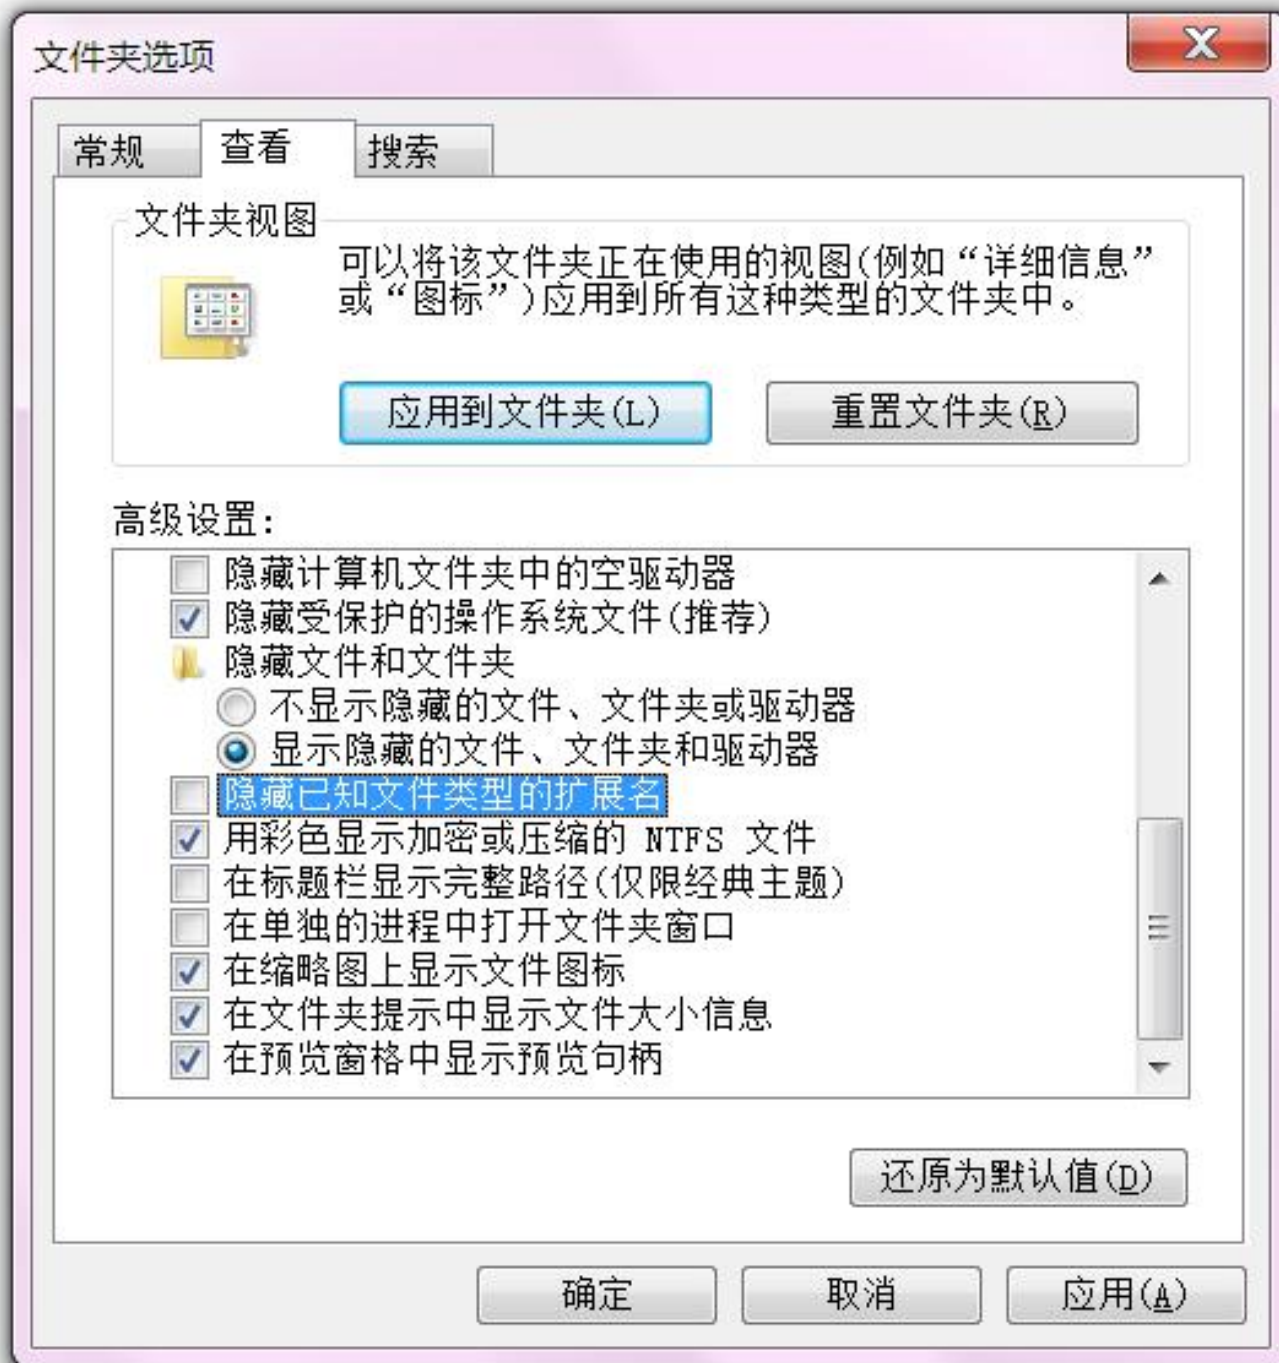 文件夹选项
常规
查看
搜索
文件夹视图
可以将该文件夹正在使用的视图(例如“详细信息”
或“图标”)应用到所有这种类型的文件夹中。
应用到文件夹(L)
重置文件夹(R)
高级设置:
隐藏计算机文件夹中的空驱动器
隐藏受保护的操作系统文件(推荐)
隐藏文件和文件夹
不显示隐藏的文件、文件夹或驱动器
显示隐藏的文件、文件夹和驱动器
隐藏已知文件类型的扩展名
用彩色显示加密或压缩的 NTFS 文件
在标题栏显示完整路径(仅限经典主题)
在单独的进程中打开文件夹窗口
在缩略图上显示文件图标
在文件夹提示中显示文件大小信息
在预览窗格中显示预览句柄
还原为默认值(D)
确定
取消
应用(A)